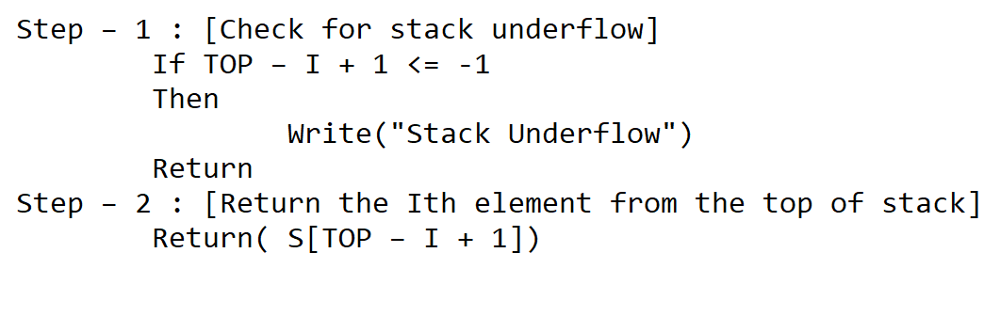 Step – 1 : [Check for stack underflow]
If TOP – I + 1 <= -1
Then
Write("Stack Underflow")
Return
Step – 2 : [Return the Ith element from the top of stack]
Return( S[TOP – I + 1])